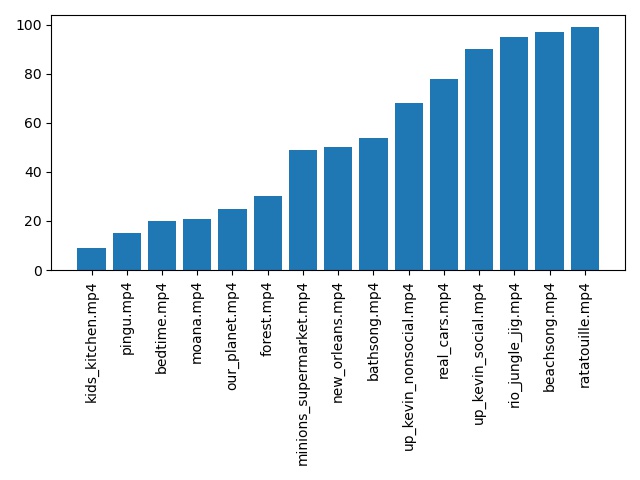 100
80
60
40
20
0
kids_kitchen.mp4
pingu.mp4
bedtime.mp4
moana.mp4
our_planet.mp4
forest.mp4
minions_supermarket.mp4
new_orleans.mp4
bathsong.mp4
up_kevin_nonsocial.mp4
real_cars.mp4
up_kevin_social.mp4
rio_jungle_jig.mp4
beachsong.mp4
ratatouille.mp4